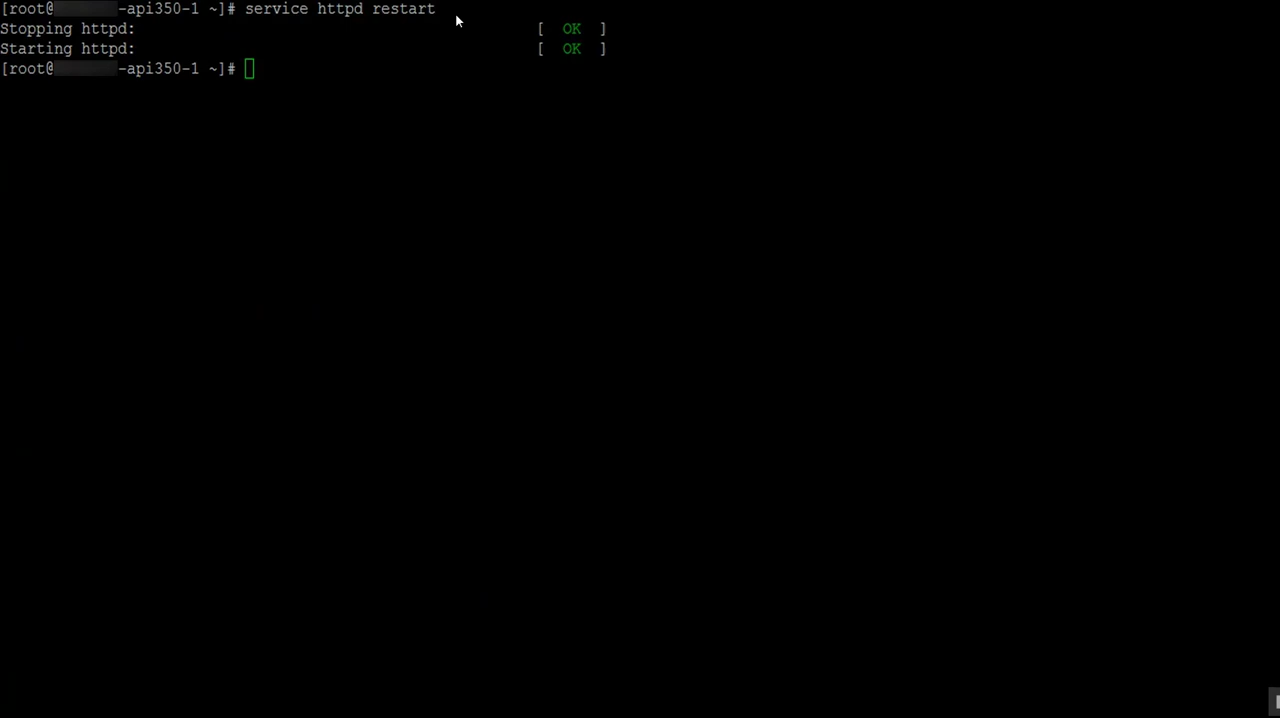 [root@ -api350-1 ~]# service httpd restart
Stopping httpd: [ OK ]
Starting httpd: [ OK ]
[root@ -api350-1 ~]#